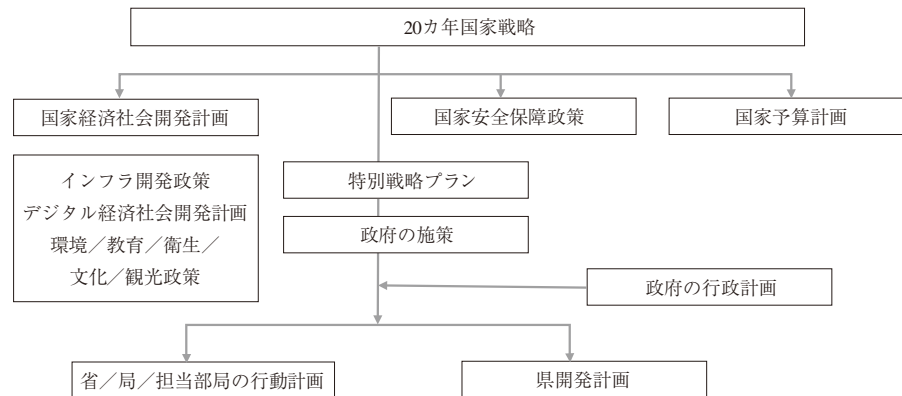 20カ年国家戦略
国家経済社会開発計画
国家安全保障政策
国家予算計画
インフラ開発政策
デジタル経済社会開発計画
環境／教育／衛生／
文化／観光政策
特別戦略プラン
政府の施策
政府の行政計画
省／局／担当部局の行動計画
県開発計画